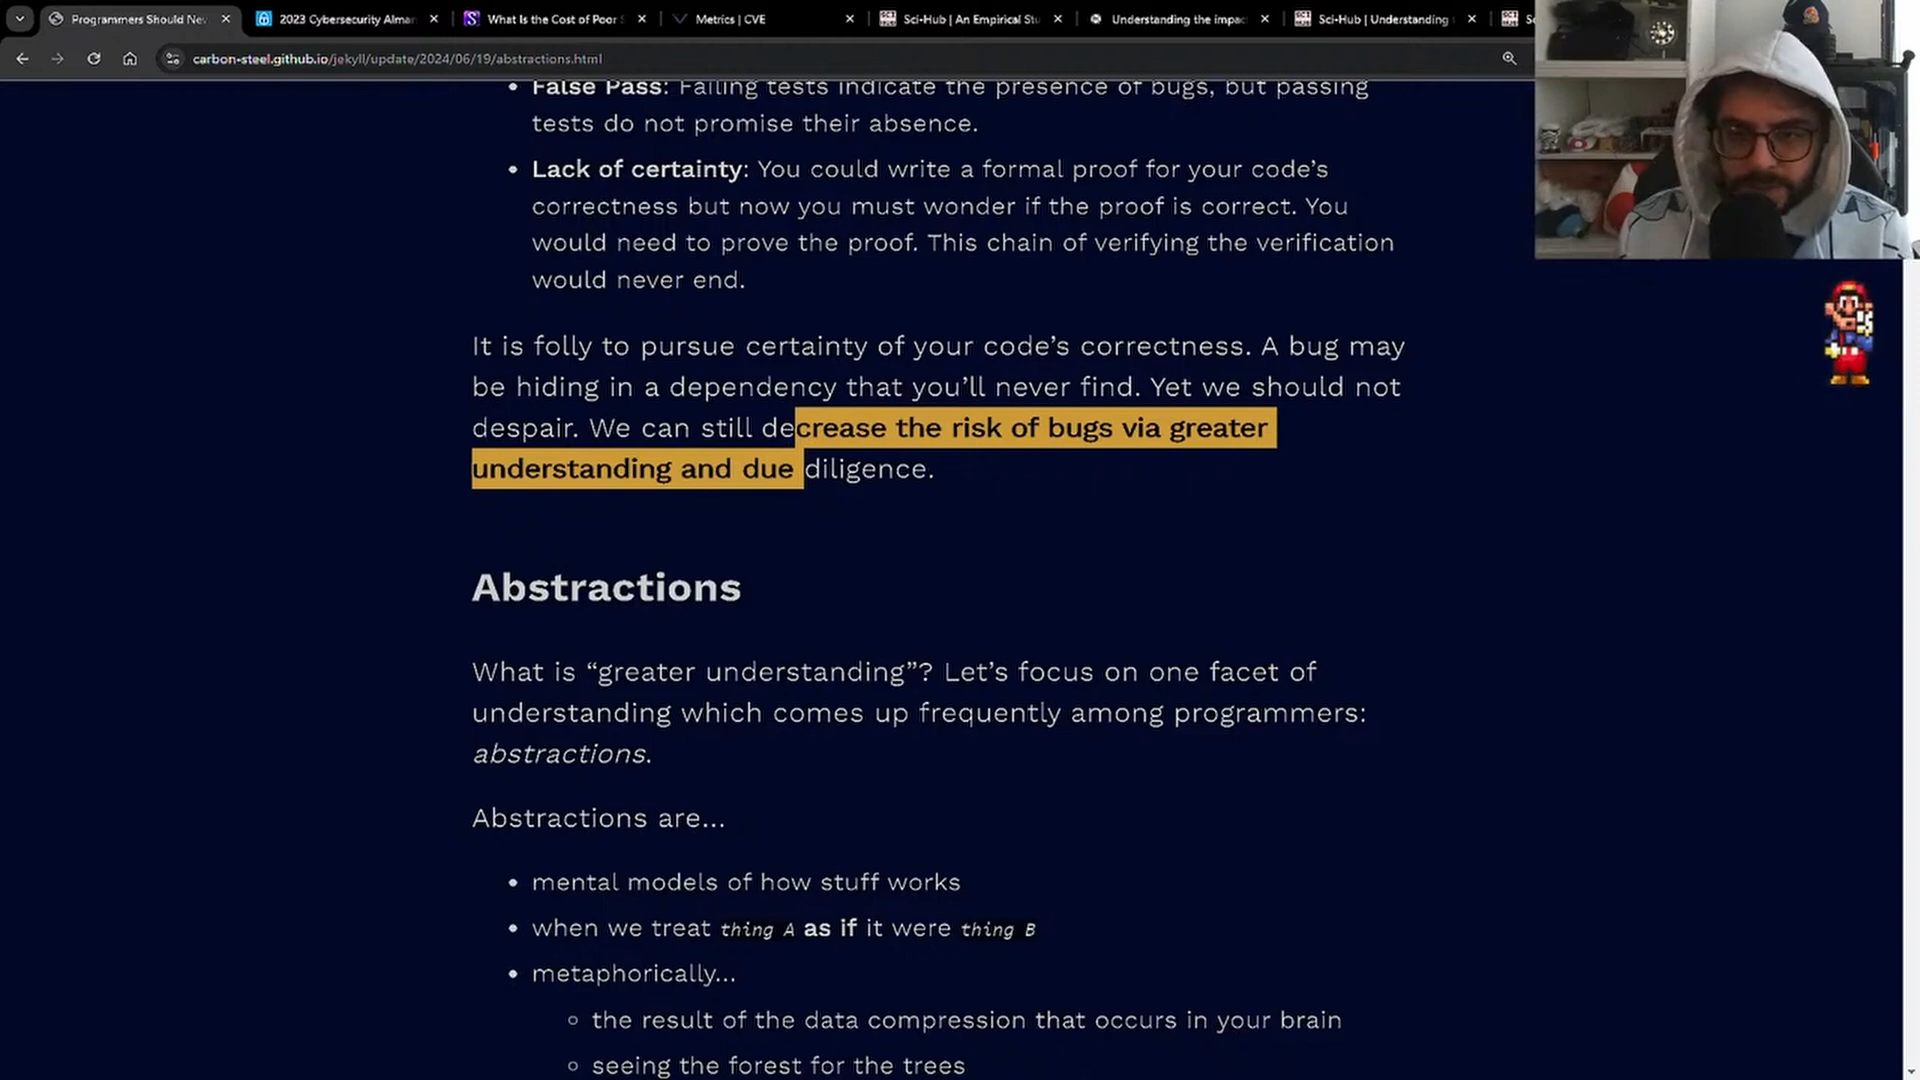 Programmers Should Nev
2023 Cybersecurity Alman
What Is the Cost of Poor S
Metrics | CVE
Sci-Hub | An Empirical Stu
Understanding the impac
Sci-Hub | Understanding
Sc
carbon-steel.github.io/jekyll/update/2024/06/19/abstractions.html
• False Pass: Failing tests indicate the presence of bugs, but passing
tests do not promise their absence.
• Lack of certainty: You could write a formal proof for your code’s
correctness but now you must wonder if the proof is correct. You
would need to prove the proof. This chain of verifying the verification
would never end.
It is folly to pursue certainty of your code’s correctness. A bug may
be hiding in a dependency that you’ll never find. Yet we should not
despair. We can still decrease the risk of bugs via greater
understanding and due diligence.
Abstractions
What is “greater understanding”? Let’s focus on one facet of
understanding which comes up frequently among programmers:
abstractions.
Abstractions are…
• mental models of how stuff works
• when we treat thing A as if it were thing B
• metaphorically…
◦ the result of the data compression that occurs in your brain
◦ seeing the forest for the trees